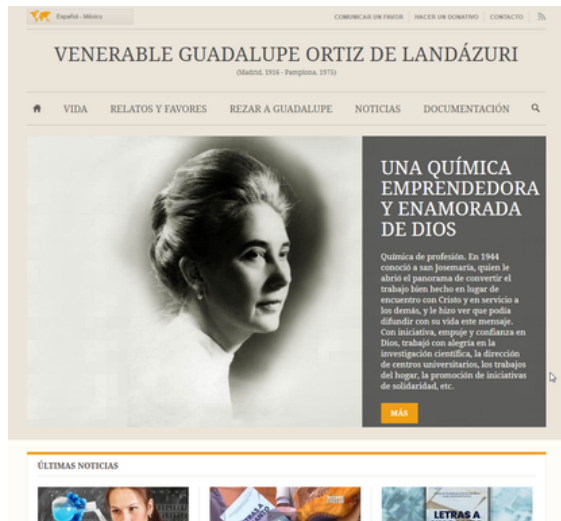 Español - México
COMUNICAR UN FAVOR
HACER UN DONATIVO
CONTACTO
VENERABLE GUADALUPE ORTIZ DE LANDÁZURI
(Madrid, 1916 - Pamplona, 1975)
VIDA
RELATOS Y FAVORES
REZAR A GUADALUPE
NOTICIAS
DOCUMENTACIÓN
UNA QUÍMICA
EMPRENDEDORA
Y ENAMORADA
DE DIOS
Química de profesión. En 1944
conoció a san Josemaría, quien le
abrió el panorama de convertir el
trabajo bien hecho en lugar de
encuentro con Cristo y en servicio a
los demás, y le hizo ver que podía
difundir con su vida este mensaje.
Con iniciativa, empuje y confianza en
Dios, trabajó con alegría en la
investigación científica, la dirección
de centros universitarios, los trabajos
del hogar, la promoción de iniciativas
de solidaridad, etc.
MÁS
ÚLTIMAS NOTICIAS
LETRAS A
LETRAS A